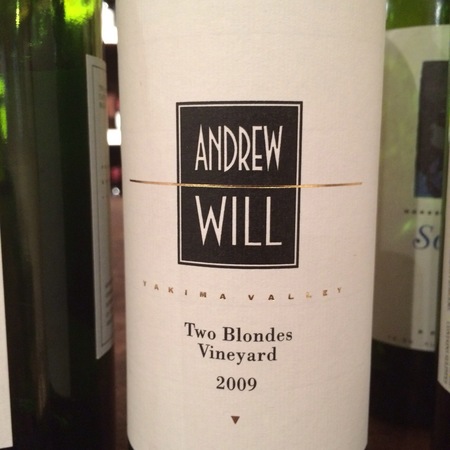 ANDREW
WILL
YAKIMA VALLEY
Two Blondes
Vineyard
2009